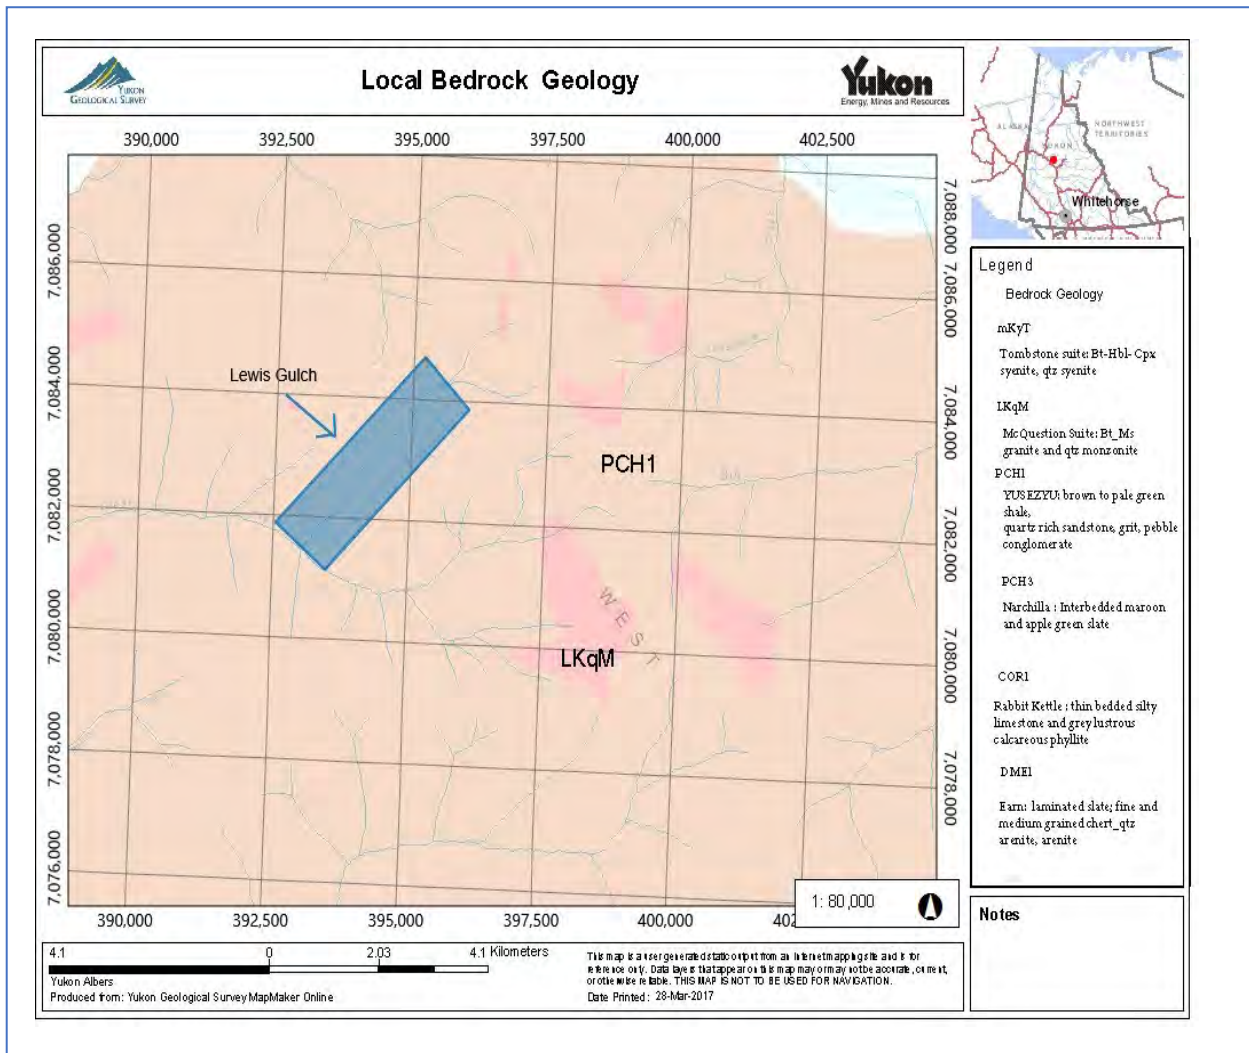 YUKON
GEOLOGICAL SURVEY
Local Bedrock Geology
Yukon
Energy, Mines and Resources
390,000 392,500 395,000 397,500 400,000 402,500
7,088,000
7,086,000
7,084,000
7,082,000
7,080,000
7,078,000
7,086,000
7,084,000
7,082,000
7,080,000
7,078,000
7,076,000
Lewis Gulch
PCH1
WEST
LKqM
390,000 392,500 395,000 397,500 400,000
1: 80,000
ALASKA
YUKON
NORTHWEST
TERRITORIES
Whitehorse
Legend
Bedrock Geology
mKyT
Tombstone suite: Bt-Hbl- Cpx
syenite, qtz syenite
LKqM
McQuestion Suite: Bt_Ms
granite and qtz monzonite
PCH1
YUSEZYU: brown to pale green
shale,
quartz rich sandstone, grit, pebble
conglomerate
PCH3
Narchilla : Interbedded maroon
and apple green slate
COR1
Rabbit Kettle : thin bedded silty
limestone and grey lustrous
calcareous phyllite
DME1
Earn: laminated slate; fine and
medium grained chert_qtz
arenite, arenite
Notes
4.1 0 2.03 4.1 Kilometers
Yukon Albers
Produced from: Yukon Geological Survey MapMaker Online
This map is a user generated static output from an Internet mapping site and is for
reference only. Data layers that appear on this map may or may not be accurate, current,
or otherwise reliable. THIS MAP IS NOT TO BE USED FOR NAVIGATION.
Date Printed: 28-Mar-2017